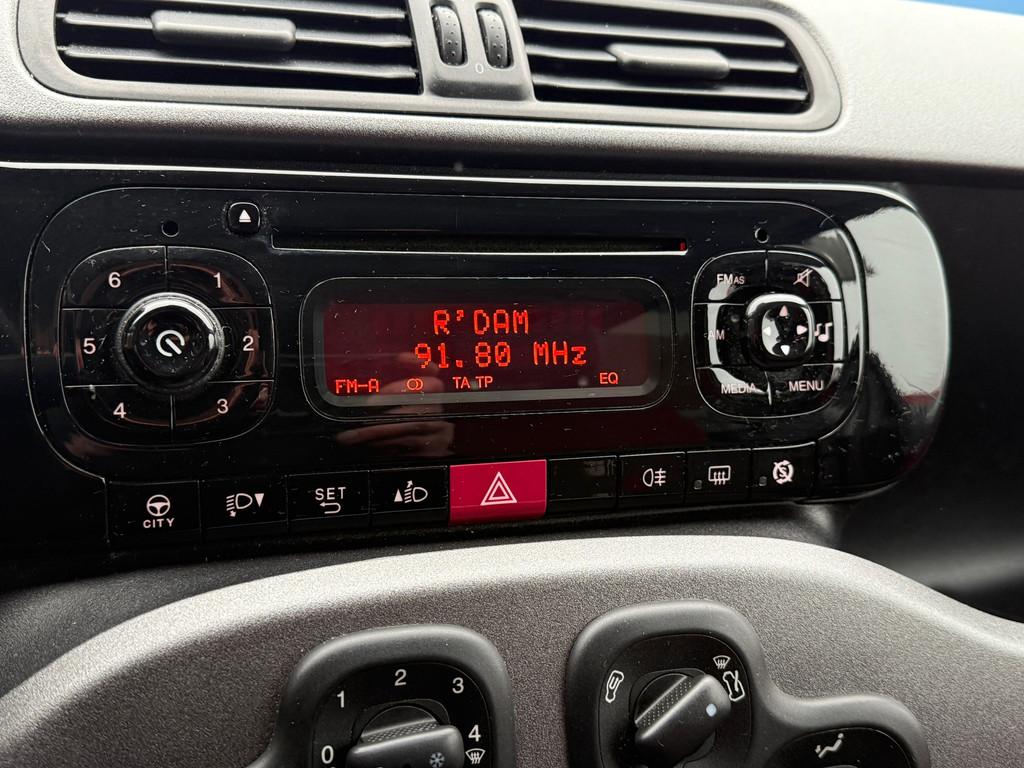 0
6 1
5 2
4 3
R'DAM
91.80 MHz
FM-A TA TP EQ
FMAS
AM
MEDIA MENU
CITY
SET
0 1 2 3 4